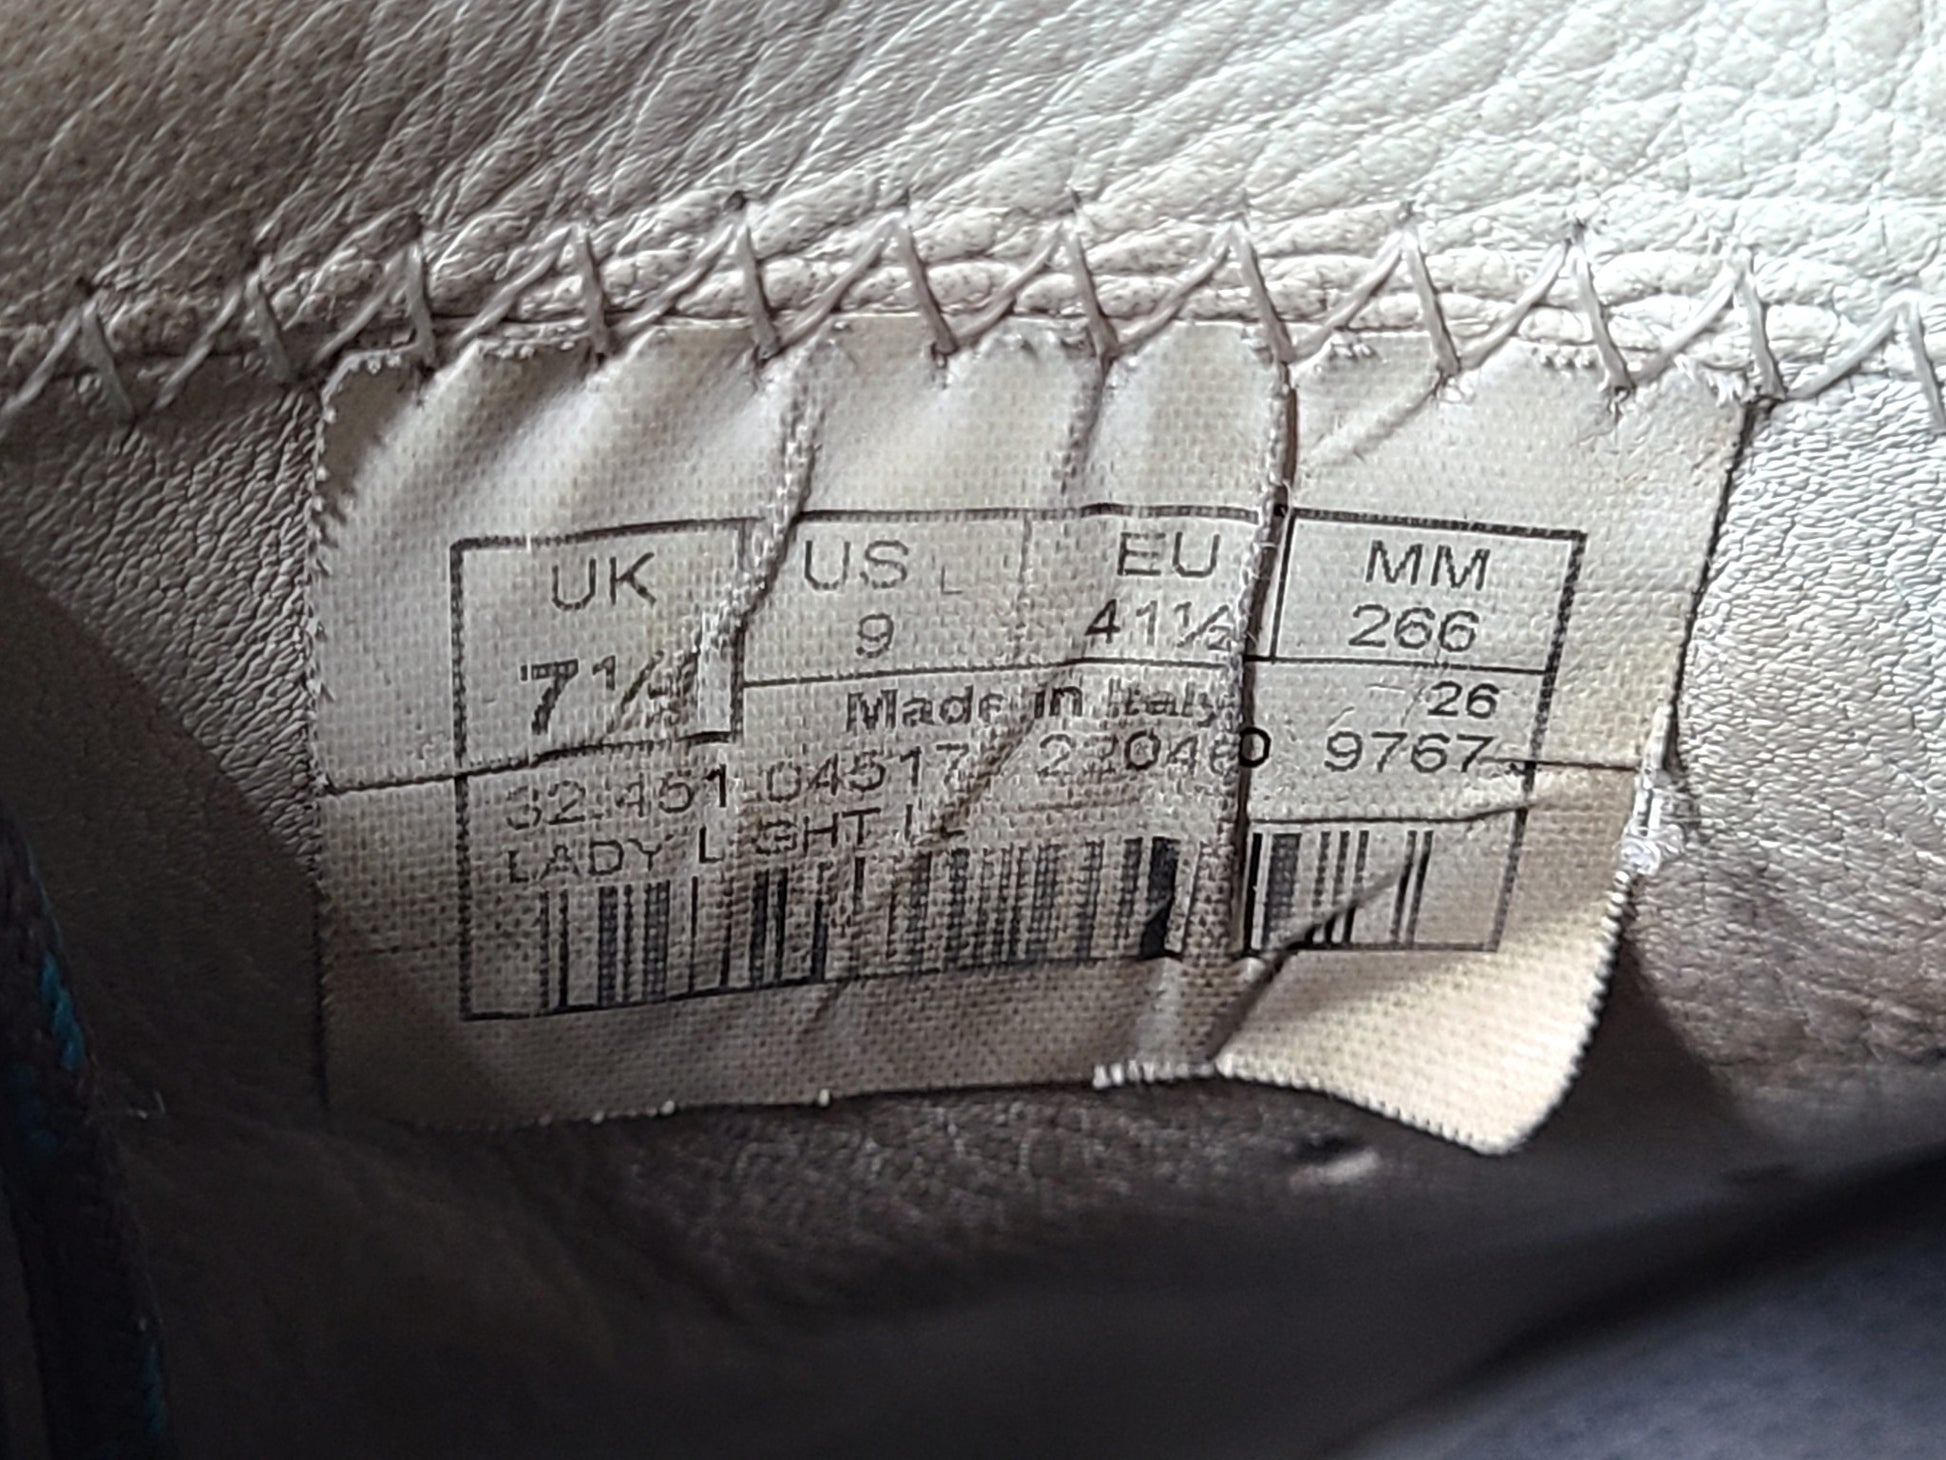 UK US L EU MM
7½ 9 41½ 266
Made in Italy 26
32.451.04517 9767
LADY LIGHT LL